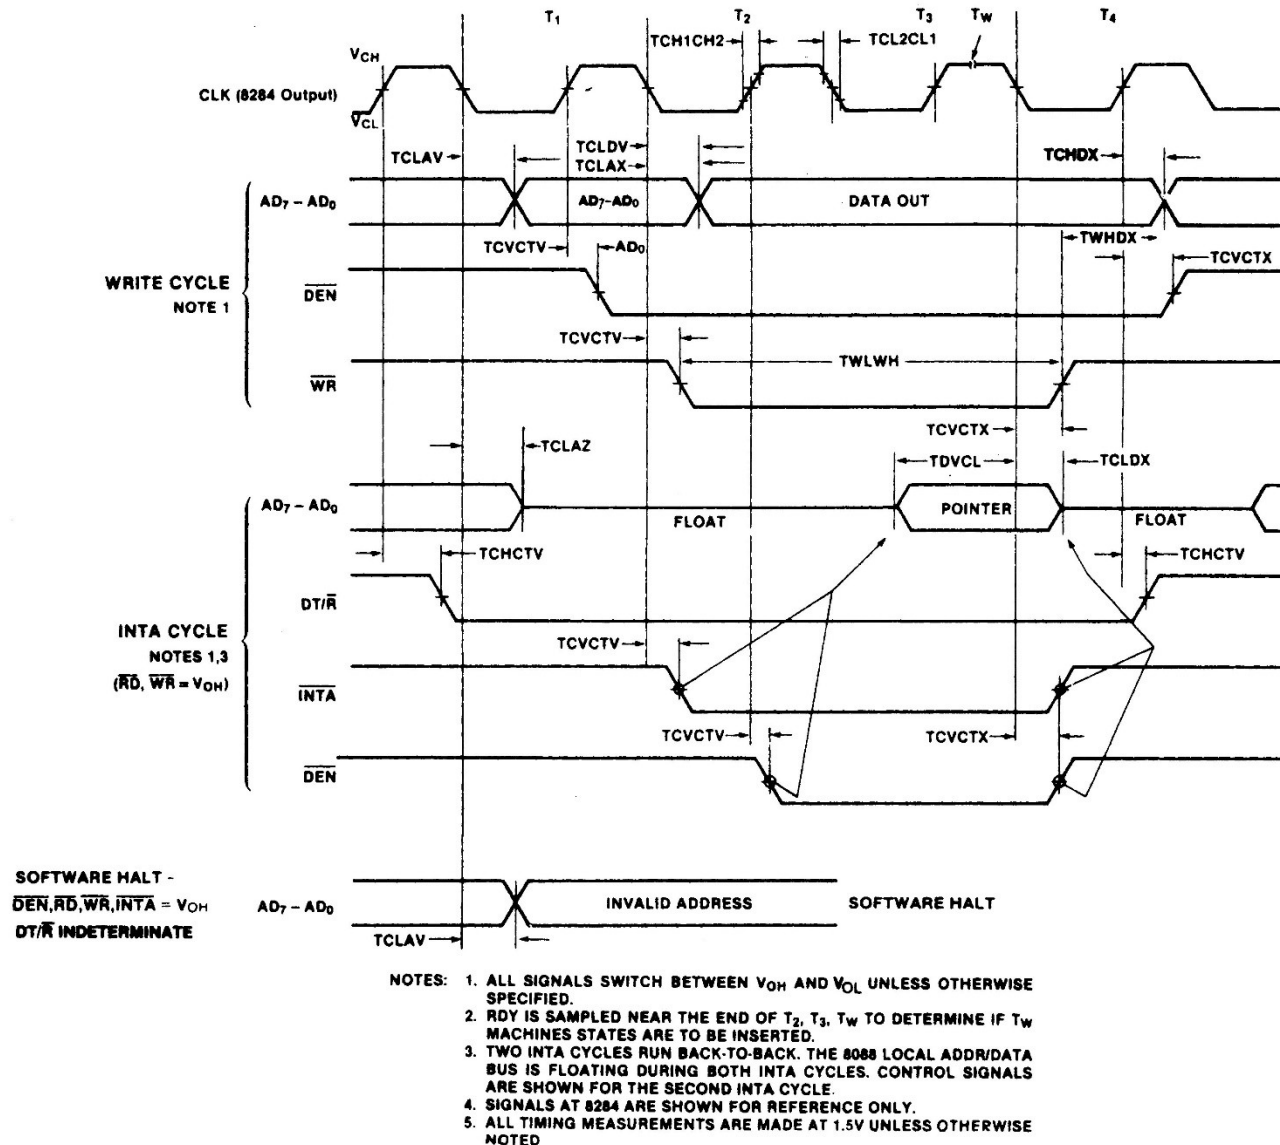 T1 T2 T3 TW T4
TCH1CH2 TCL2CL1
VCH
CLK (8284 Output)
VCL
TCLAV TCLDV TCHDX
TCLAX
AD7 – AD0 AD7–AD0 DATA OUT
TCVCTV AD0 TWHDX
TCVCTX
WRITE CYCLE
NOTE 1
DEN
TCVCTV TWLWH
WR
TCVCTX
TCLAZ TDVCL TCLDX
AD7 – AD0 FLOAT POINTER FLOAT
TCHCTV TCHCTV
DT/R
INTA CYCLE
NOTES 1,3
(RD, WR = VOH)
TCVCTV
INTA
TCVCTV TCVCTX
DEN
SOFTWARE HALT -
DEN,RD,WR,INTA = VOH
DT/R INDETERMINATE
AD7 – AD0 INVALID ADDRESS SOFTWARE HALT
TCLAV
NOTES: 1. ALL SIGNALS SWITCH BETWEEN VOH AND VOL UNLESS OTHERWISE
SPECIFIED.
2. RDY IS SAMPLED NEAR THE END OF T2, T3, TW TO DETERMINE IF TW
MACHINES STATES ARE TO BE INSERTED.
3. TWO INTA CYCLES RUN BACK-TO-BACK. THE 8088 LOCAL ADDR/DATA
BUS IS FLOATING DURING BOTH INTA CYCLES. CONTROL SIGNALS
ARE SHOWN FOR THE SECOND INTA CYCLE.
4. SIGNALS AT 8284 ARE SHOWN FOR REFERENCE ONLY.
5. ALL TIMING MEASUREMENTS ARE MADE AT 1.5V UNLESS OTHERWISE
NOTED